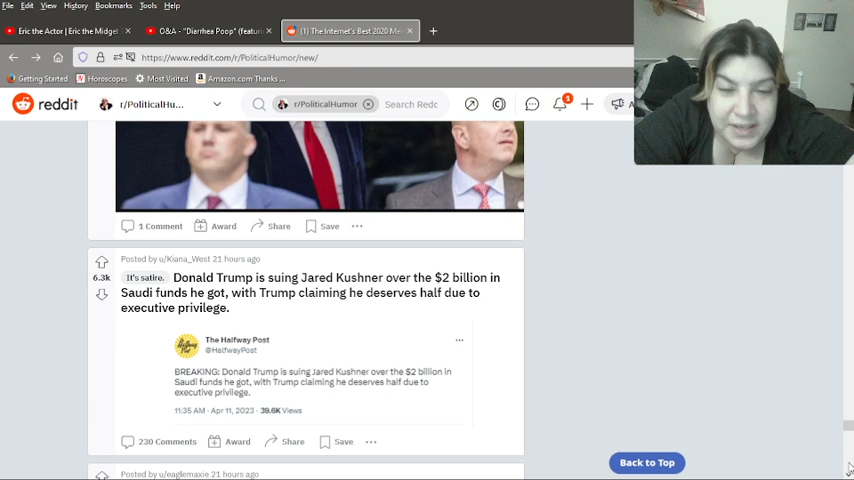 File Edit View History Bookmarks Tools Help
Eric the Actor | Eric the Midget
O&A - "Diarrhea Poop" (featur
(1) The Internet's Best 2020 Me
https://www.reddit.com/r/PoliticalHumor/new/
Getting Started Horoscopes Most Visited Amazon.com Thanks ...
reddit r/PoliticalHu... r/PoliticalHumor Search Redd 1 A
1 Comment Award Share Save
Posted by u/Kiana_West 21 hours ago
6.3k
It's satire. Donald Trump is suing Jared Kushner over the $2 billion in
Saudi funds he got, with Trump claiming he deserves half due to
executive privilege.
The Halfway Post
@HalfwayPost
BREAKING: Donald Trump is suing Jared Kushner over the $2 billion in
Saudi funds he got, with Trump claiming he deserves half due to
executive privilege.
11:35 AM · Apr 11, 2023 · 39.6K Views
230 Comments Award Share Save
Back to Top
Posted by u/eaglemaxie 21 hours ago